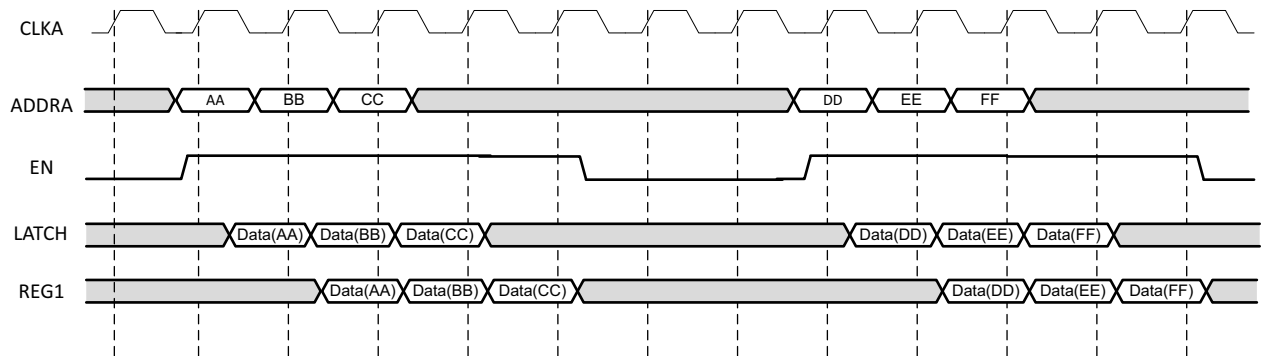 CLKA
ADDRA AA BB CC DD EE FF
EN
LATCH Data(AA) Data(BB) Data(CC) Data(DD) Data(EE) Data(FF)
REG1 Data(AA) Data(BB) Data(CC) Data(DD) Data(EE) Data(FF)